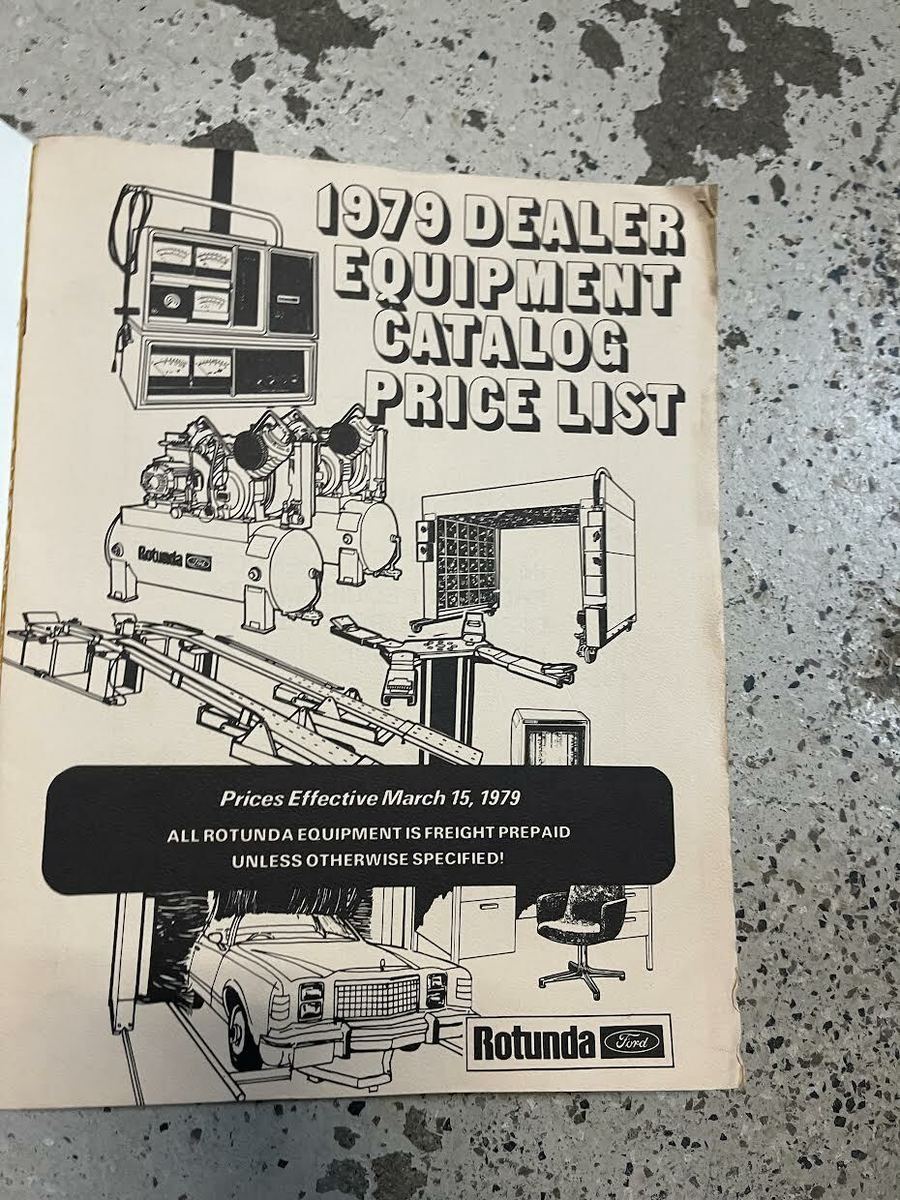 1979 DEALER
EQUIPMENT
CATALOG
PRICE LIST
Rotunda Ford
Prices Effective March 15, 1979
ALL ROTUNDA EQUIPMENT IS FREIGHT PREPAID
UNLESS OTHERWISE SPECIFIED!
Rotunda Ford